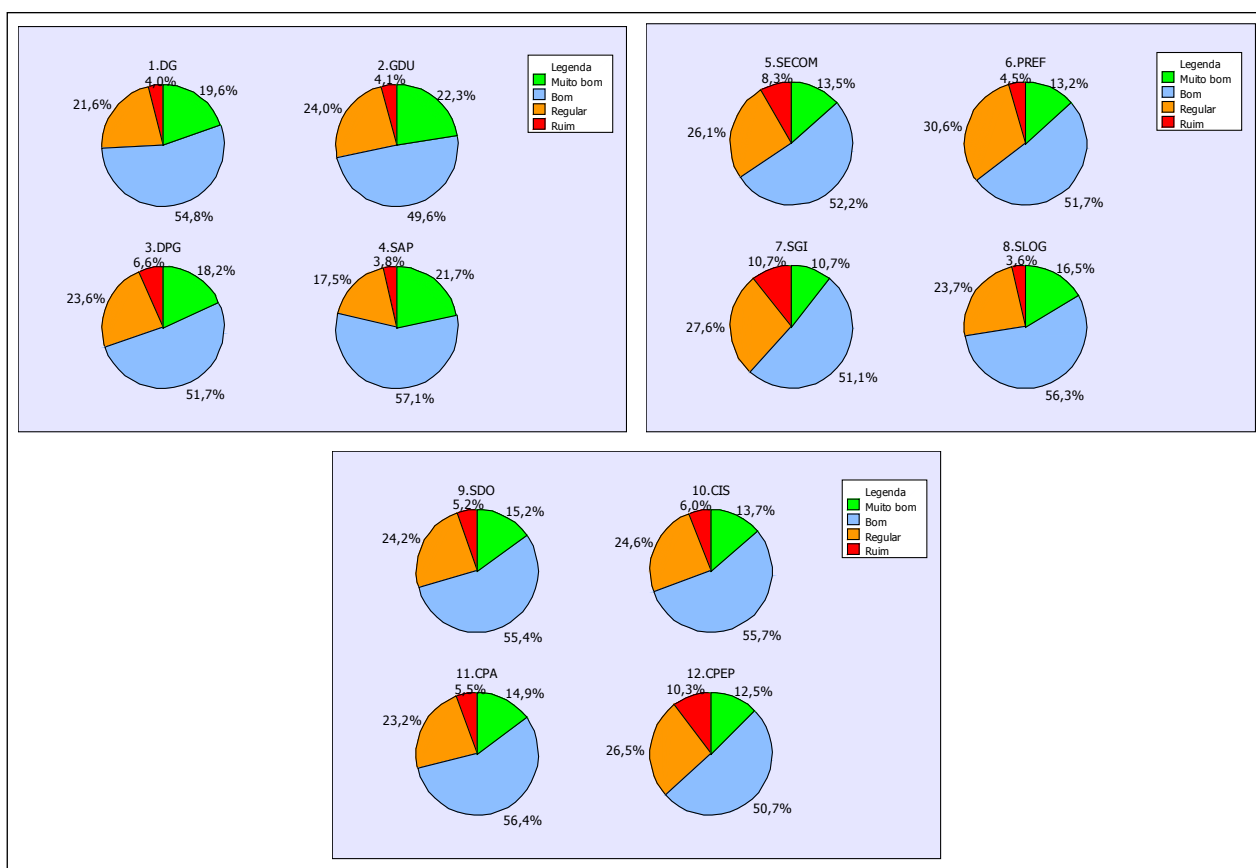 1.DG
4,0%
19,6%
21,6%
54,8%
2.GDU
4,1%
22,3%
24,0%
49,6%
Legenda
Muito bom
Bom
Regular
Ruim
3.DPG
6,6%
18,2%
23,6%
51,7%
4.SAP
3,8%
21,7%
17,5%
57,1%
5.SECOM
8,3%
13,5%
26,1%
52,2%
6.PREF
4,5%
13,2%
30,6%
51,7%
Legenda
Muito bom
Bom
Regular
Ruim
7.SGI
10,7%
10,7%
27,6%
51,1%
8.SLOG
3,6%
16,5%
23,7%
56,3%
9.SDO
5,2%
15,2%
24,2%
55,4%
10.CIS
6,0%
13,7%
24,6%
55,7%
Legenda
Muito bom
Bom
Regular
Ruim
11.CPA
5,5%
14,9%
23,2%
56,4%
12.CPEP
10,3%
12,5%
26,5%
50,7%